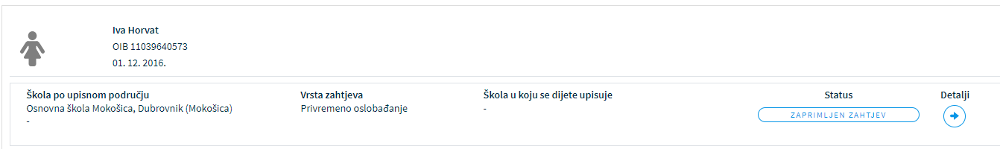 Iva Horvat
OIB 11039640573
01. 12. 2016.
Škola po upisnom području
Osnovna škola Mokošica, Dubrovnik (Mokošica)
-
Vrsta zahtjeva
Privremeno oslobađanje
Škola u koju se dijete upisuje
-
Status
ZAPRIMLJEN ZAHTJEV
Detalji